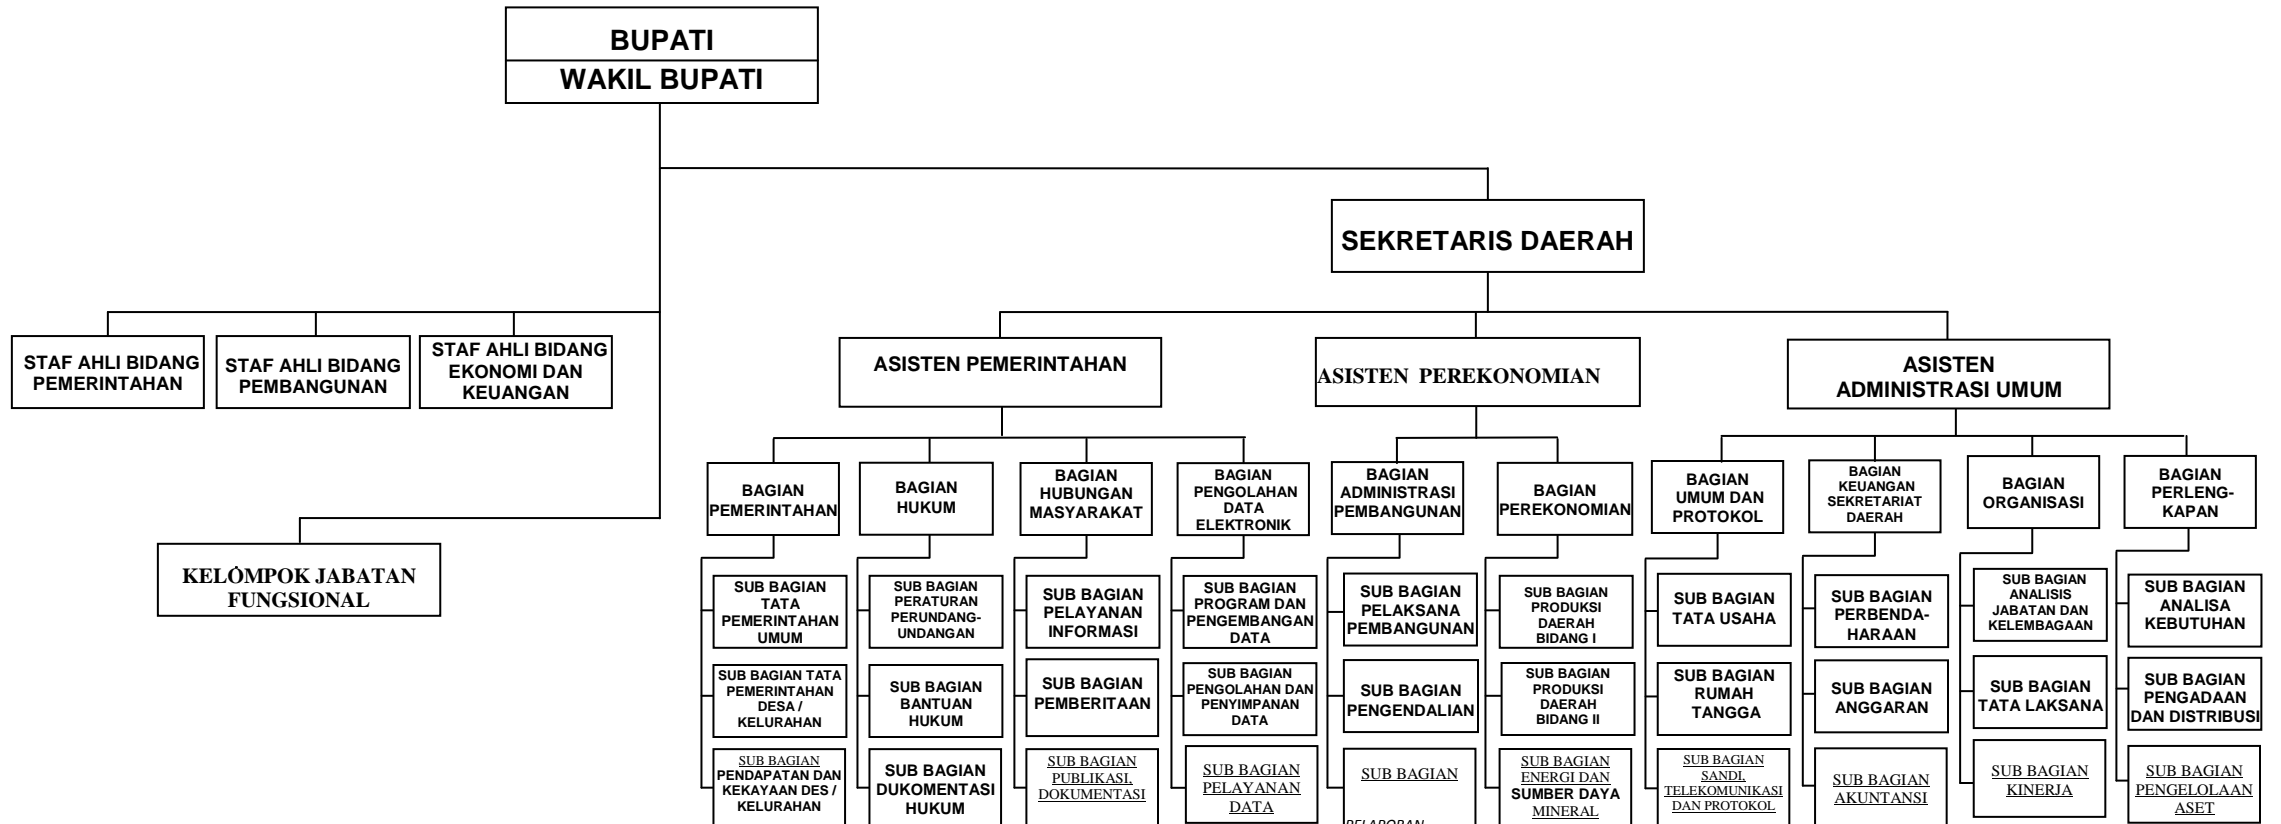 BUPATI
WAKIL BUPATI
SEKRETARIS DAERAH
STAF AHLI BIDANG
PEMERINTAHAN
STAF AHLI BIDANG
PEMBANGUNAN
STAF AHLI BIDANG
EKONOMI DAN
KEUANGAN
ASISTEN PEMERINTAHAN
ASISTEN PEREKONOMIAN
ASISTEN
ADMINISTRASI UMUM
BAGIAN
PEMERINTAHAN
BAGIAN
HUKUM
BAGIAN
HUBUNGAN
MASYARAKAT
BAGIAN
PENGOLAHAN
DATA
ELEKTRONIK
BAGIAN
ADMINISTRASI
PEMBANGUNAN
BAGIAN
PEREKONOMIAN
BAGIAN
UMUM DAN
PROTOKOL
BAGIAN
KEUANGAN
SEKRETARIAT
DAERAH
BAGIAN
ORGANISASI
BAGIAN
PERLENG-
KAPAN
KELOMPOK JABATAN
FUNGSIONAL
SUB BAGIAN
TATA
PEMERINTAHAN
UMUM
SUB BAGIAN
PERATURAN
PERUNDANG-
UNDANGAN
SUB BAGIAN
PELAYANAN
INFORMASI
SUB BAGIAN
PROGRAM DAN
PENGEMBANGAN
DATA
SUB BAGIAN
PELAKSANA
PEMBANGUNAN
SUB BAGIAN
PRODUKSI
DAERAH
BIDANG I
SUB BAGIAN
TATA USAHA
SUB BAGIAN
PERBENDA-
HARAAN
SUB BAGIAN
ANALISIS
JABATAN DAN
KELEMBAGAAN
SUB BAGIAN
ANALISA
KEBUTUHAN
SUB BAGIAN TATA
PEMERINTAHAN
DESA /
KELURAHAN
SUB BAGIAN
BANTUAN
HUKUM
SUB BAGIAN
PEMBERITAAN
SUB BAGIAN
PENGOLAHAN DAN
PENYIMPANAN
DATA
SUB BAGIAN
PENGENDALIAN
SUB BAGIAN
PRODUKSI
DAERAH
BIDANG II
SUB BAGIAN
RUMAH
TANGGA
SUB BAGIAN
ANGGARAN
SUB BAGIAN
TATA LAKSANA
SUB BAGIAN
PENGADAAN
DAN DISTRIBUSI
SUB BAGIAN
PENDAPATAN DAN
KEKAYAAN DES /
KELURAHAN
SUB BAGIAN
DUKOMENTASI
HUKUM
SUB BAGIAN
PUBLIKASI,
DOKUMENTASI
SUB BAGIAN
PELAYANAN
DATA
SUB BAGIAN
SUB BAGIAN
ENERGI DAN
SUMBER DAYA
MINERAL
SUB BAGIAN
SANDI,
TELEKOMUNIKASI
DAN PROTOKOL
SUB BAGIAN
AKUNTANSI
SUB BAGIAN
KINERJA
SUB BAGIAN
PENGELOLAAN
ASET